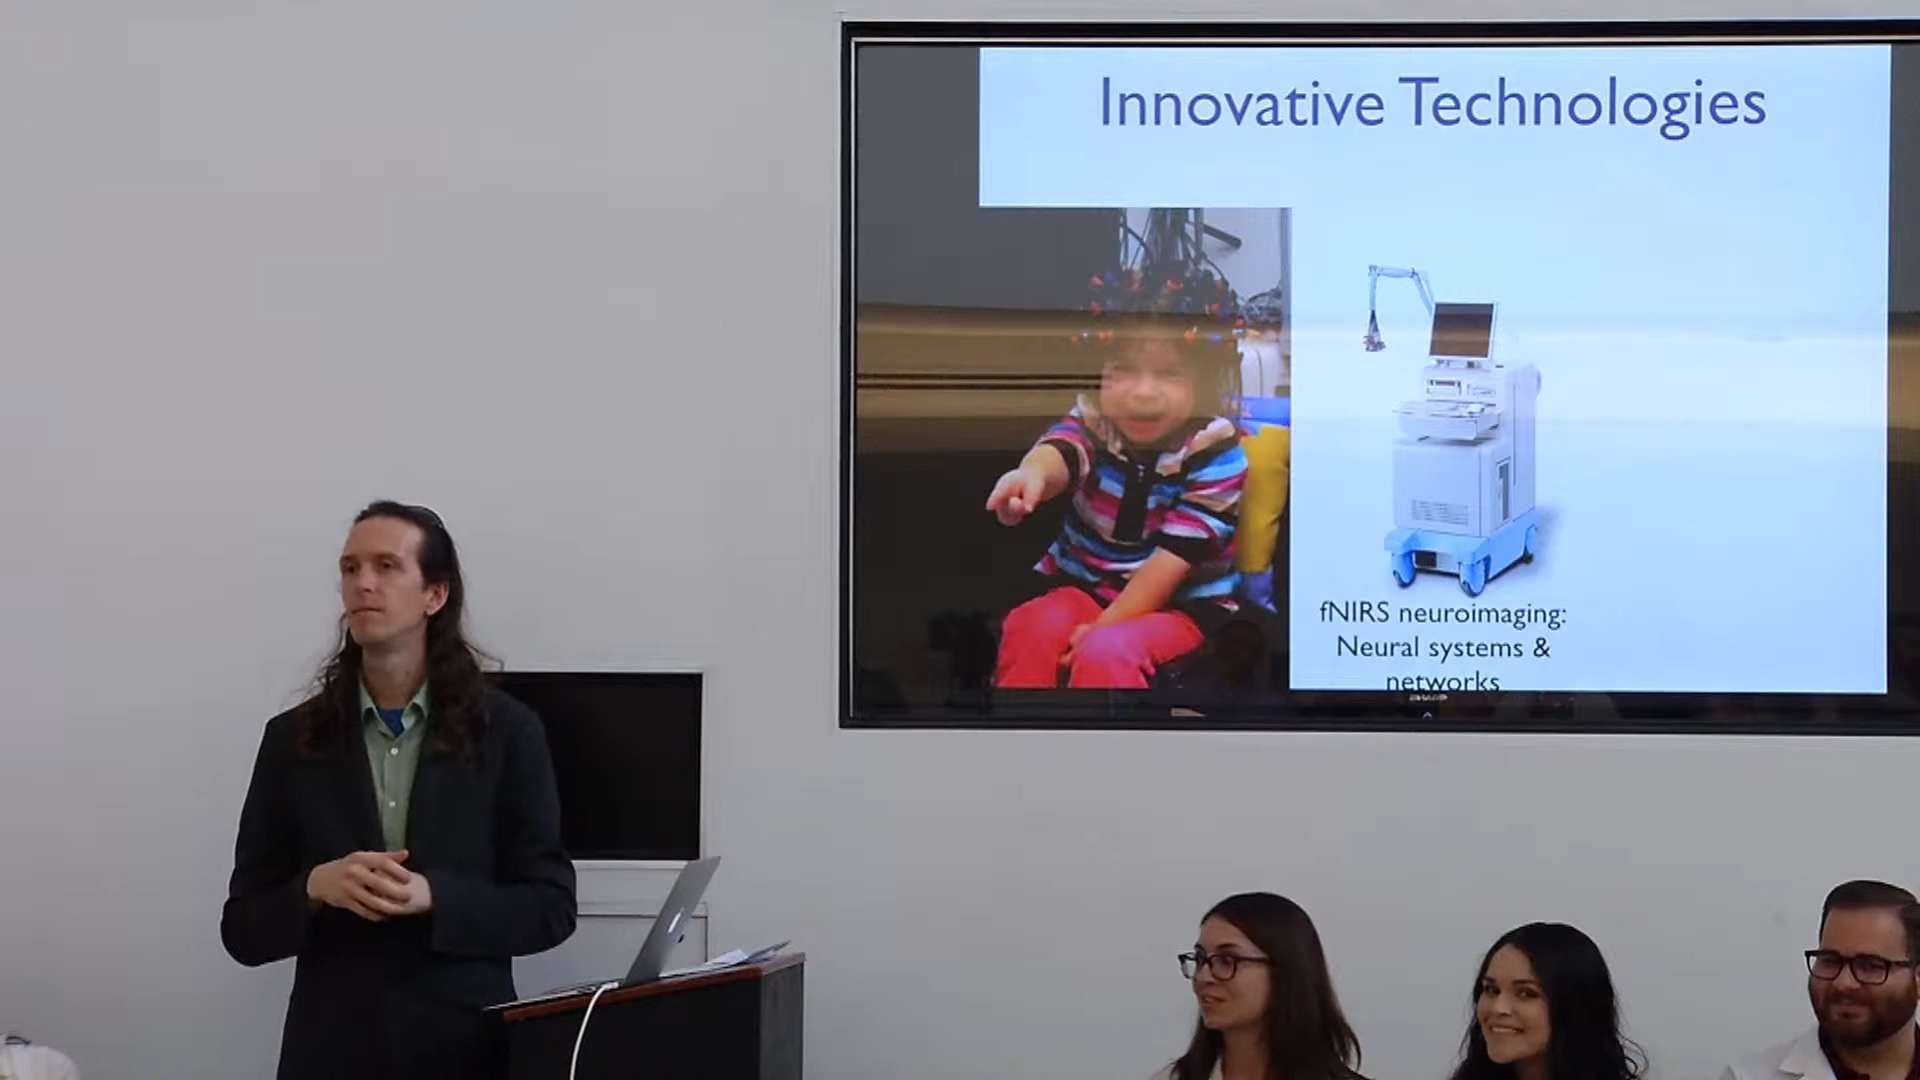 Innovative Technologies
fNIRS neuroimaging:
Neural systems &
networks